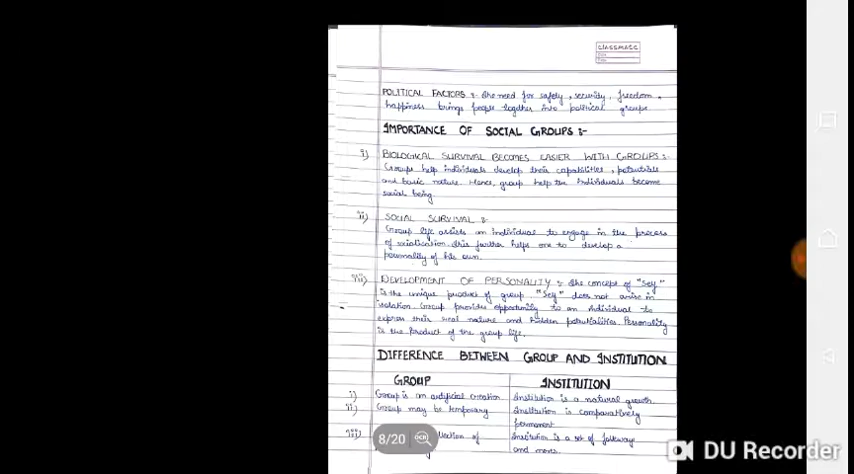 classmate
Date
Page
POLITICAL FACTORS :- The need for safety, security, freedom,
happiness brings people together into political groups
IMPORTANCE OF SOCIAL GROUPS :-
i) BIOLOGICAL SURVIVAL BECOMES EASIER WITH GROUPS :-
Groups help individuals develop their capabilities, potentials
and basic nature. Hence, group help the individuals become
social being.
ii) SOCIAL SURVIVAL :-
Group life assists an individual to engage in the process
of socialisation. This further helps one to develop a
personality of his own.
iii) DEVELOPMENT OF PERSONALITY :- The concept of "Self"
is the unique product of group. "Self" does not arise in
isolation. Group provides opportunity to an individual to
express their real nature and hidden potentialities. Personality
is the product of the group life.
DIFFERENCE BETWEEN GROUP AND INSTITUTION
GROUP INSTITUTION
i) Group is an artificial creation Institution is a natural growth.
ii) Group may be temporary Institution is comparatively
permanent
iii) of Institution is a set of folkways
and mores.
8/20 OCR
DU Recorder